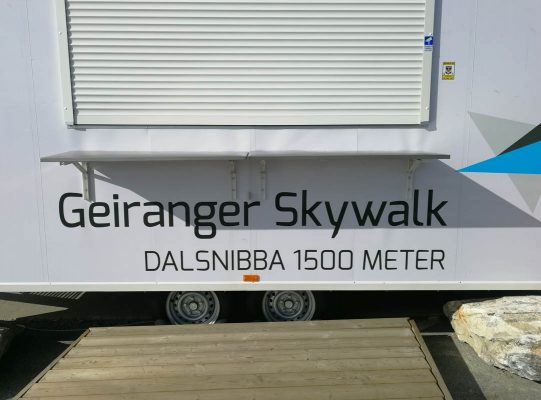 Geiranger Skywalk
DALSNIBBA 1500 METER